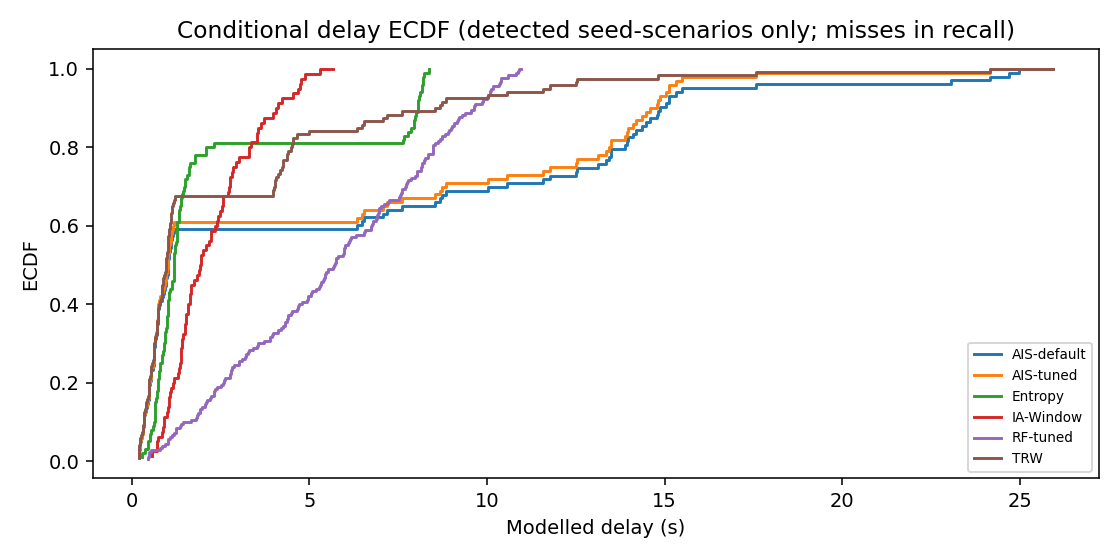 Conditional delay ECDF (detected seed-scenarios only; misses in recall)
1.0
0.8
0.6
0.4
0.2
0.0
ECDF
0
5
10
15
20
25
Modelled delay (s)
AIS-default
AIS-tuned
Entropy
IA-Window
RF-tuned
TRW